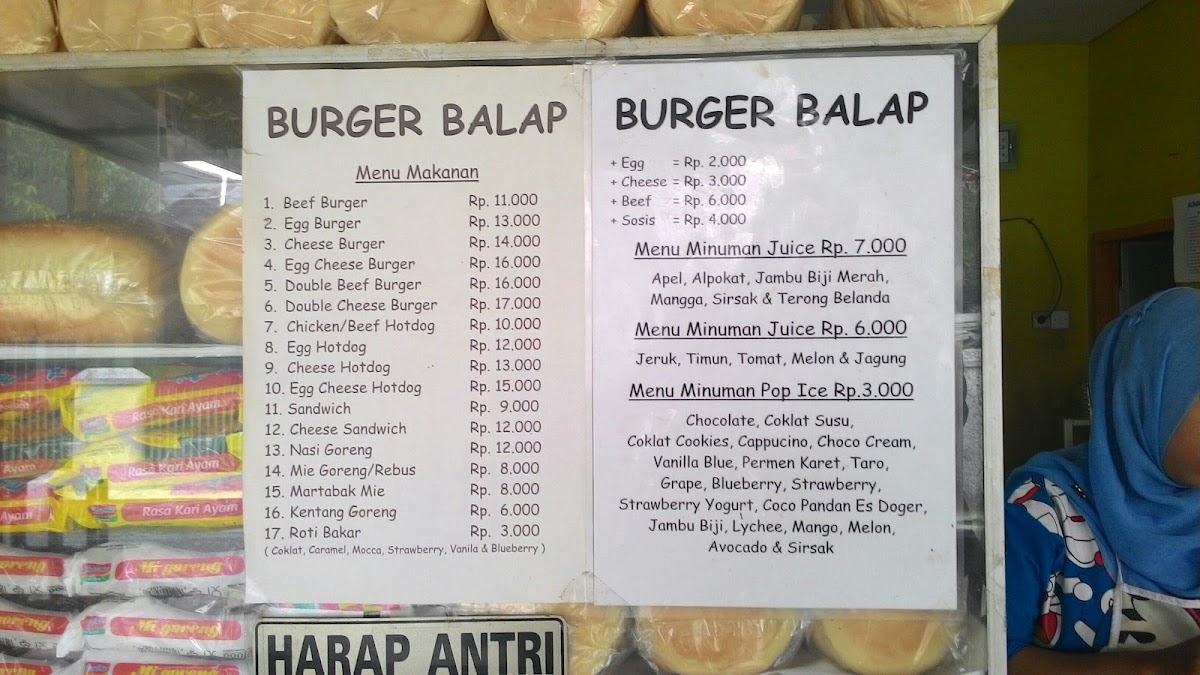 BURGER BALAP
Menu Makanan
1. Beef Burger Rp. 11.000
2. Egg Burger Rp. 13.000
3. Cheese Burger Rp. 14.000
4. Egg Cheese Burger Rp. 16.000
5. Double Beef Burger Rp. 16.000
6. Double Cheese Burger Rp. 17.000
7. Chicken/Beef Hotdog Rp. 10.000
8. Egg Hotdog Rp. 12.000
9. Cheese Hotdog Rp. 13.000
10. Egg Cheese Hotdog Rp. 15.000
11. Sandwich Rp. 9.000
12. Cheese Sandwich Rp. 12.000
13. Nasi Goreng Rp. 12.000
14. Mie Goreng/Rebus Rp. 8.000
15. Martabak Mie Rp. 8.000
16. Kentang Goreng Rp. 6.000
17. Roti Bakar Rp. 3.000
( Coklat, Caramel, Mocca, Strawberry, Vanila & Blueberry )
BURGER BALAP
+ Egg = Rp. 2.000
+ Cheese = Rp. 3.000
+ Beef = Rp. 6.000
+ Sosis = Rp. 4.000
Menu Minuman Juice Rp. 7.000
Apel, Alpokat, Jambu Biji Merah,
Mangga, Sirsak & Terong Belanda
Menu Minuman Juice Rp. 6.000
Jeruk, Timun, Tomat, Melon & Jagung
Menu Minuman Pop Ice Rp.3.000
Chocolate, Coklat Susu,
Coklat Cookies, Cappucino, Choco Cream,
Vanilla Blue, Permen Karet, Taro,
Grape, Blueberry, Strawberry,
Strawberry Yogurt, Coco Pandan Es Doger,
Jambu Biji, Lychee, Mango, Melon,
Avocado & Sirsak
HARAP ANTRI
Rasa Kari Ayam
Ayam
Rasa Kari Ayam
Ayam
Rasa Kari Ayam
Mi goreng
goreng
Mi goreng
Mi goreng